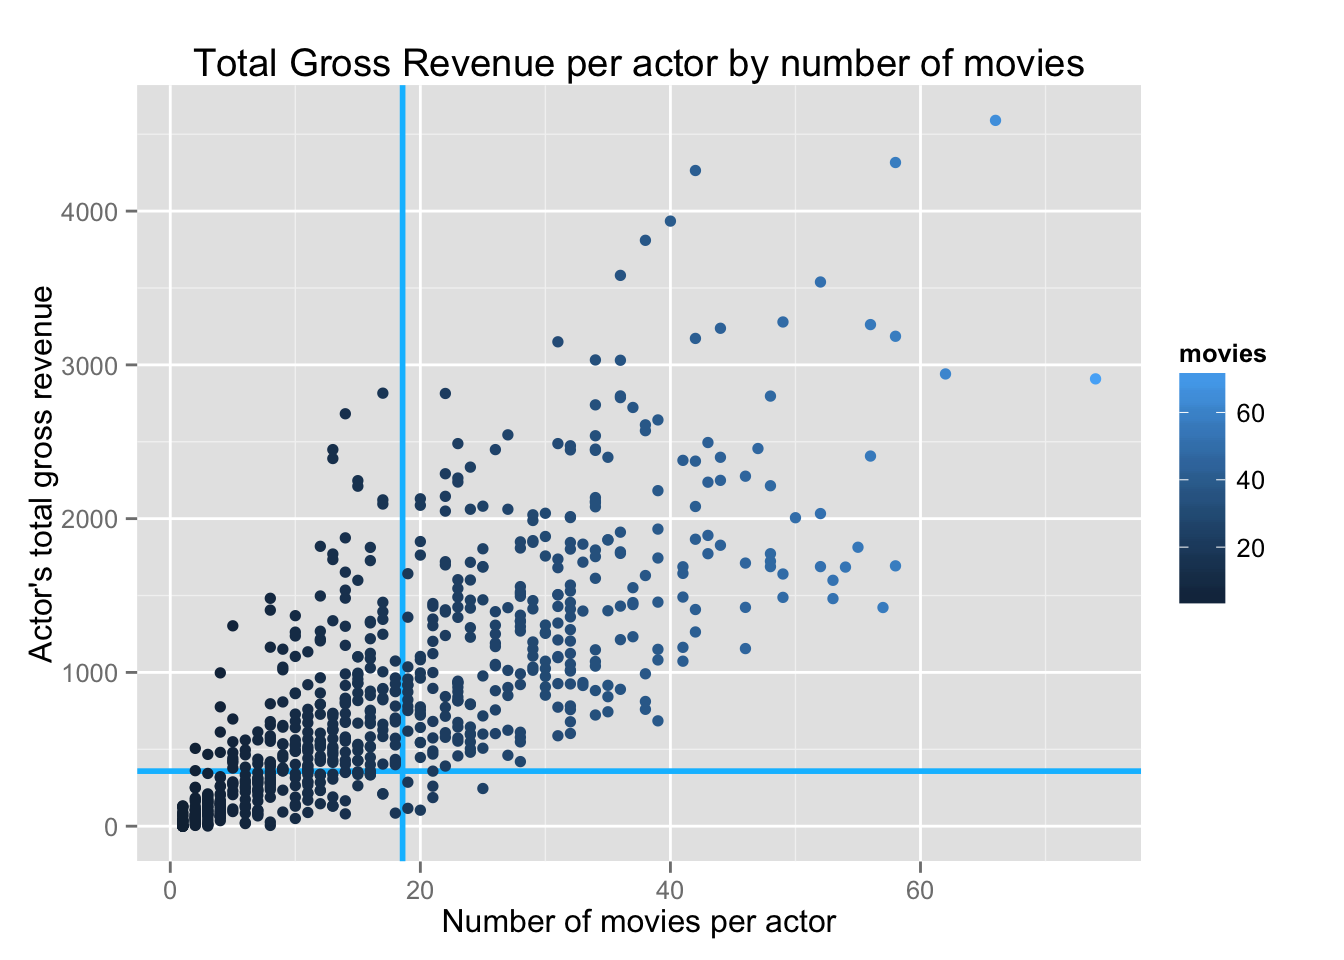 Total Gross Revenue per actor by number of movies
Actor's total gross revenue
4000
3000
2000
1000
0
0 20 40 60
Number of movies per actor
movies
60
40
20